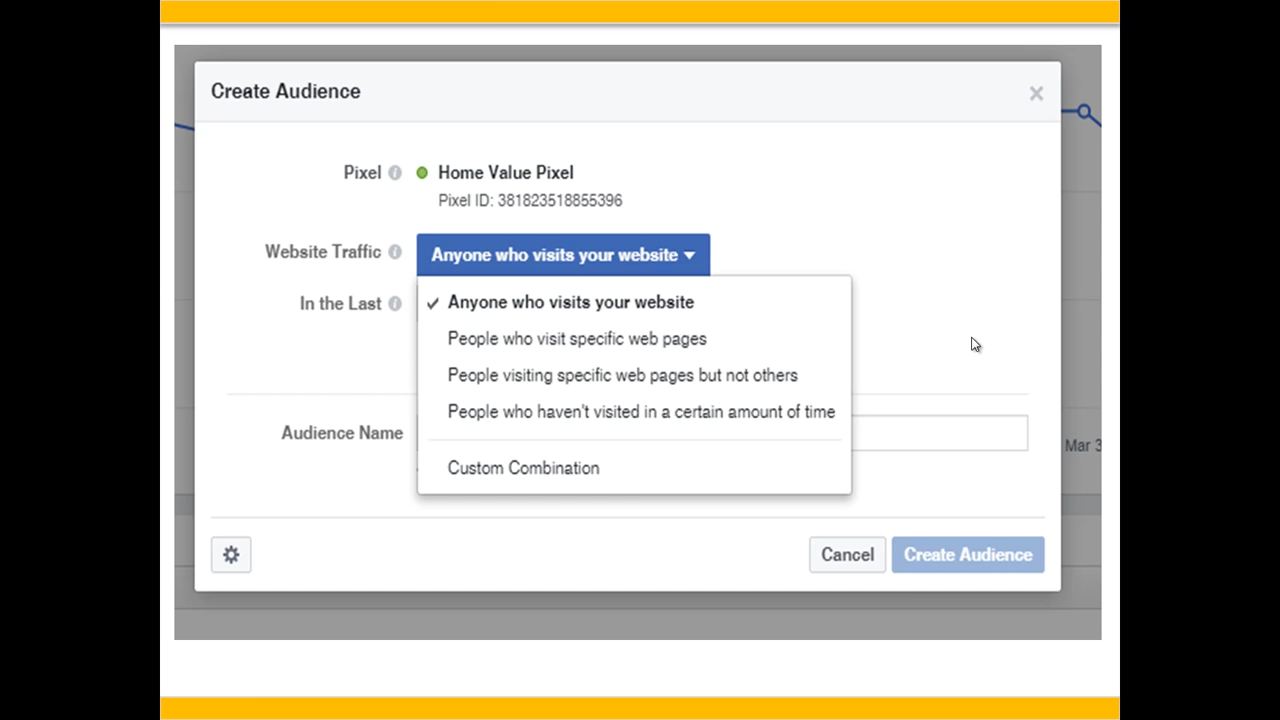 Create Audience
Pixel
Home Value Pixel
Pixel ID: 381823518855396
Website Traffic
Anyone who visits your website
In the Last
Anyone who visits your website
People who visit specific web pages
People visiting specific web pages but not others
People who haven't visited in a certain amount of time
Audience Name
Custom Combination
Mar 3
Cancel
Create Audience